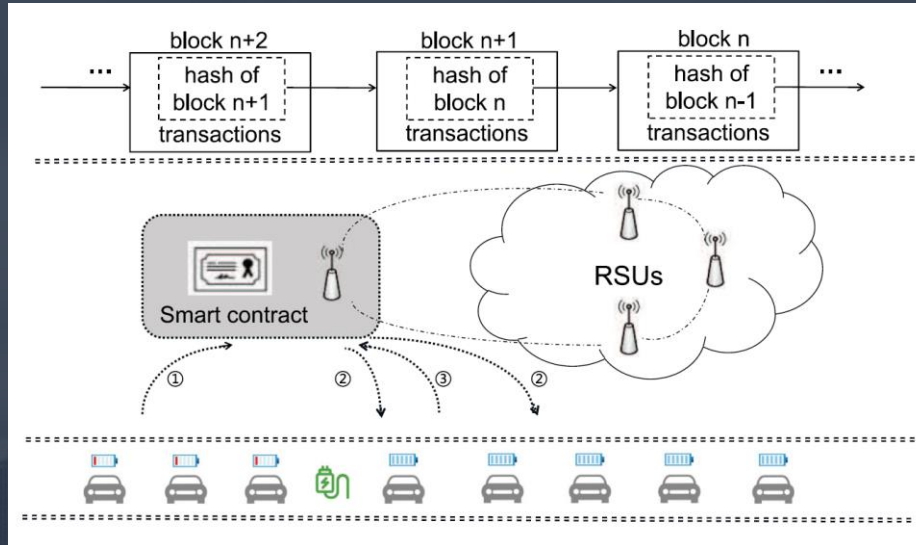 block n+2
block n+1
block n
...
hash of
block n+1
transactions
hash of
block n
transactions
hash of
block n-1
transactions
...
Smart contract
RSUs
①
②
③
②